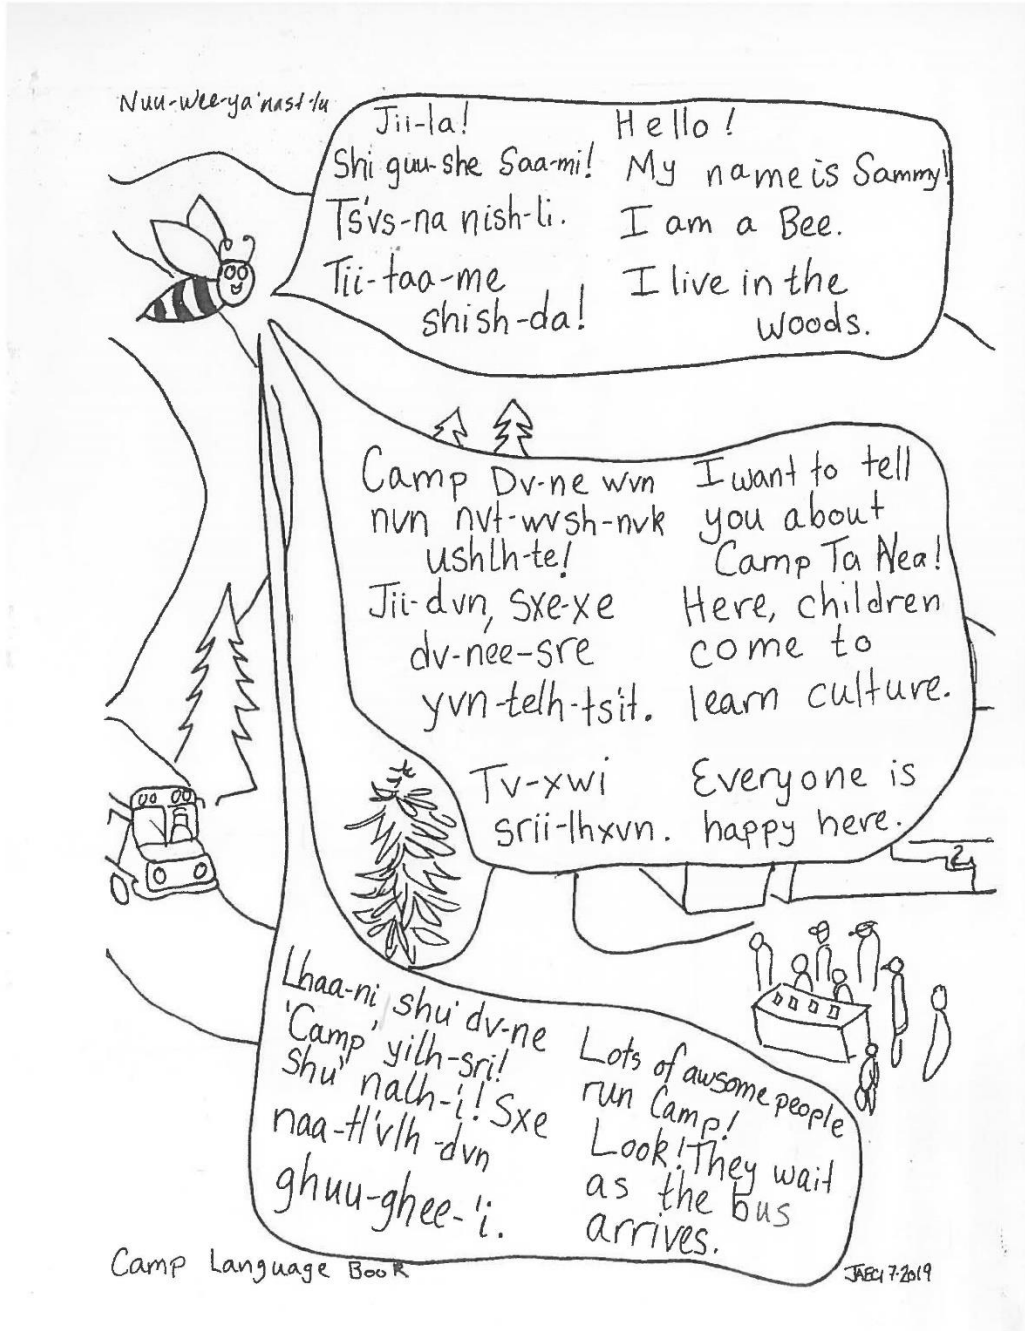 Nuu-wee-ya'nast-lu
Jii-la!
Shi guu-she Saa-mi!
Ts'vs-na nish-li.
Tii-taa-me
shish-da!
Hello!
My name is Sammy!
I am a Bee.
I live in the
woods.
Camp Dv-ne wvn
nvn nvt-wvsh-nvk
ushlh-te!
Jii-dvn, sxe-xe
dv-nee-sre
yvn-telh-ts'it.
Tv-xwi
srii-lhxvn.
I want to tell
you about
Camp Ta Nea!
Here, children
come to
learn culture.
Everyone is
happy here.
2
Lhaa-ni shu' dv-ne
'Camp' yilh-sri!
Shu' nalh-i! Sxe
naa-tl'vlh-dvn
ghuu-ghee-'i.
Lots of awsome people
run Camp!
Look! They wait
as the bus
arrives.
Camp Language Book
7.2019